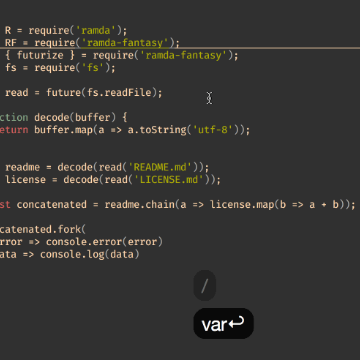 R = require('ramda');
RF = require('ramda-fantasy');
{ futurize } = require('ramda-fantasy');
fs = require('fs');
read = future(fs.readFile);
ction decode(buffer) {
eturn buffer.map(a => a.toString('utf-8'));
readme = decode(read('README.md'));
license = decode(read('LICENSE.md'));
st concatenated = readme.chain(a => license.map(b => a + b));
catenated.fork(
rror => console.error(error)
ata => console.log(data)
/
var↩